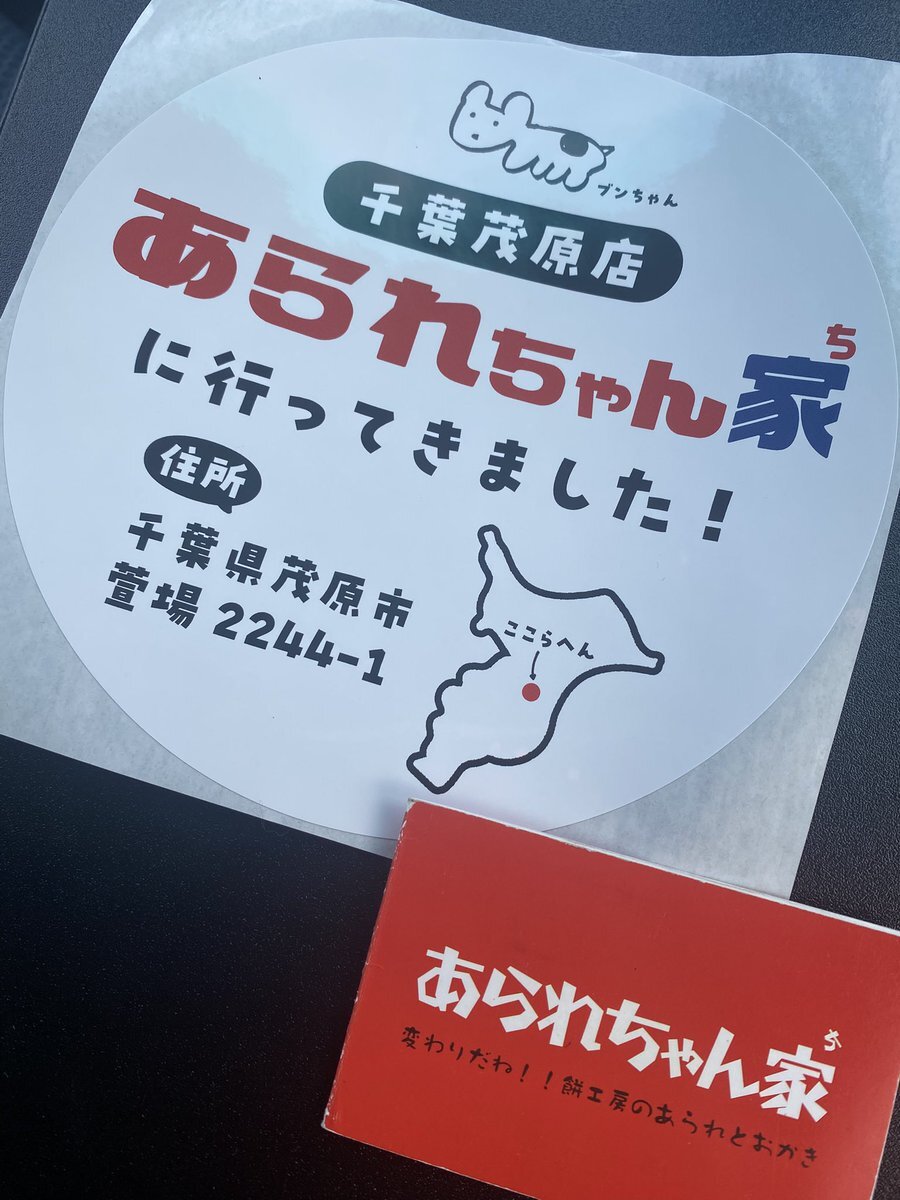 ブンちゃん
千葉茂原店
あられちゃん家
ち
に行ってきました!
住所
千葉県茂原市
萱場 2244-1
ここらへん
あられちゃん家
ち
変わりだね!!餅工房のあられとおかき